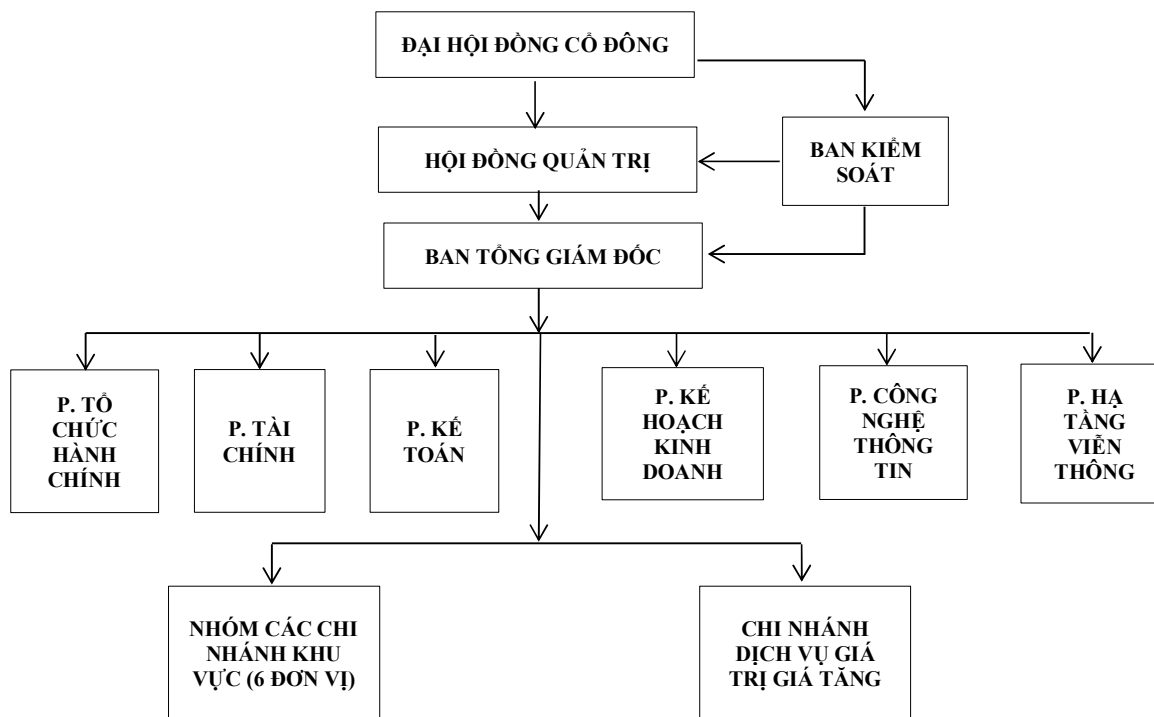 ĐẠI HỘI ĐỒNG CỔ ĐÔNG
HỘI ĐỒNG QUẢN TRỊ
BAN KIỂM
SOÁT
BAN TỔNG GIÁM ĐỐC
P. TỔ
CHỨC
HÀNH
CHÍNH
P. TÀI
CHÍNH
P. KẾ
TOÁN
P. KẾ
HOẠCH
KINH
DOANH
P. CÔNG
NGHỆ
THÔNG
TIN
P. HẠ
TẦNG
VIỄN
THÔNG
NHÓM CÁC CHI
NHÁNH KHU
VỰC (6 ĐƠN VỊ)
CHI NHÁNH
DỊCH VỤ GIÁ
TRỊ GIÁ TĂNG